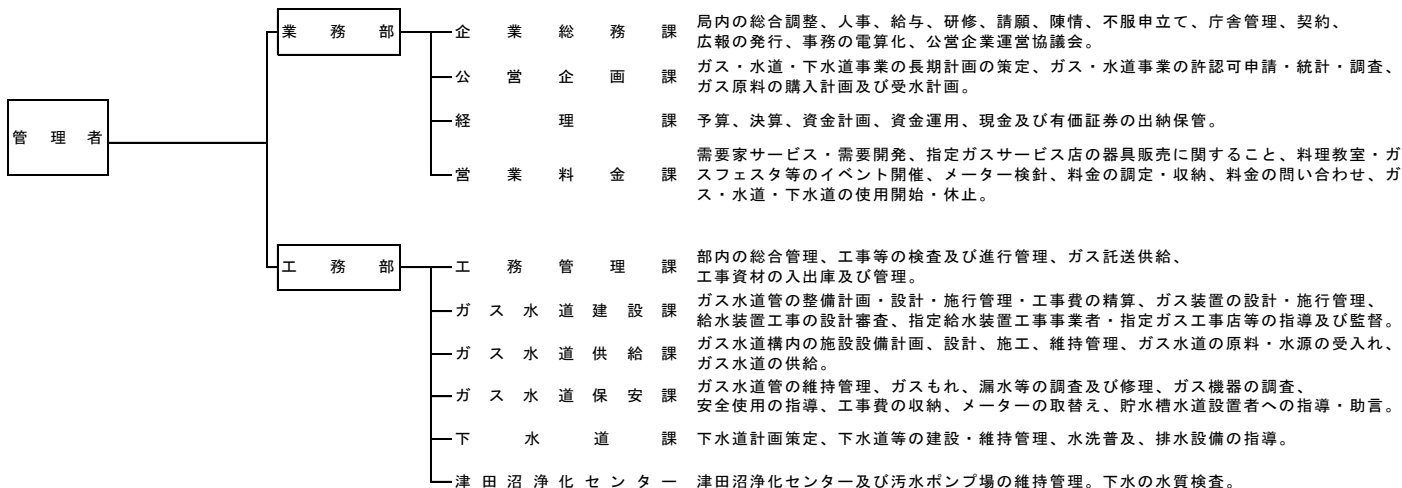 管理者
業務部
企業総務課
局内の総合調整、人事、給与、研修、請願、陳情、不服申立て、庁舎管理、契約、
広報の発行、事務の電算化、公営企業運営協議会。
公営企画課
ガス・水道・下水道事業の長期計画の策定、ガス・水道事業の許認可申請・統計・調査、
ガス原料の購入計画及び受水計画。
経理課
予算、決算、資金計画、資金運用、現金及び有価証券の出納保管。
営業料金課
需要家サービス・需要開発、指定ガスサービス店の器具販売に関すること、料理教室・ガ
スフェスタ等のイベント開催、メーター検針、料金の調定・収納、料金の問い合わせ、ガ
ス・水道・下水道の使用開始・休止。
工務部
工務管理課
部内の総合管理、工事等の検査及び進行管理、ガス託送供給、
工事資材の入出庫及び管理。
ガス水道建設課
ガス水道管の整備計画・設計・施行管理・工事費の精算、ガス装置の設計・施行管理、
給水装置工事の設計審査、指定給水装置工事事業者・指定ガス工事店等の指導及び監督。
ガス水道供給課
ガス水道構内の施設設備計画、設計、施工、維持管理、ガス水道の原料・水源の受入れ、
ガス水道の供給。
ガス水道保安課
ガス水道管の維持管理、ガスもれ、漏水等の調査及び修理、ガス機器の調査、
安全使用の指導、工事費の収納、メーターの取替え、貯水槽水道設置者への指導・助言。
下水道課
下水道計画策定、下水道等の建設・維持管理、水洗普及、排水設備の指導。
津田沼浄化センター
津田沼浄化センター及び汚水ポンプ場の維持管理。下水の水質検査。